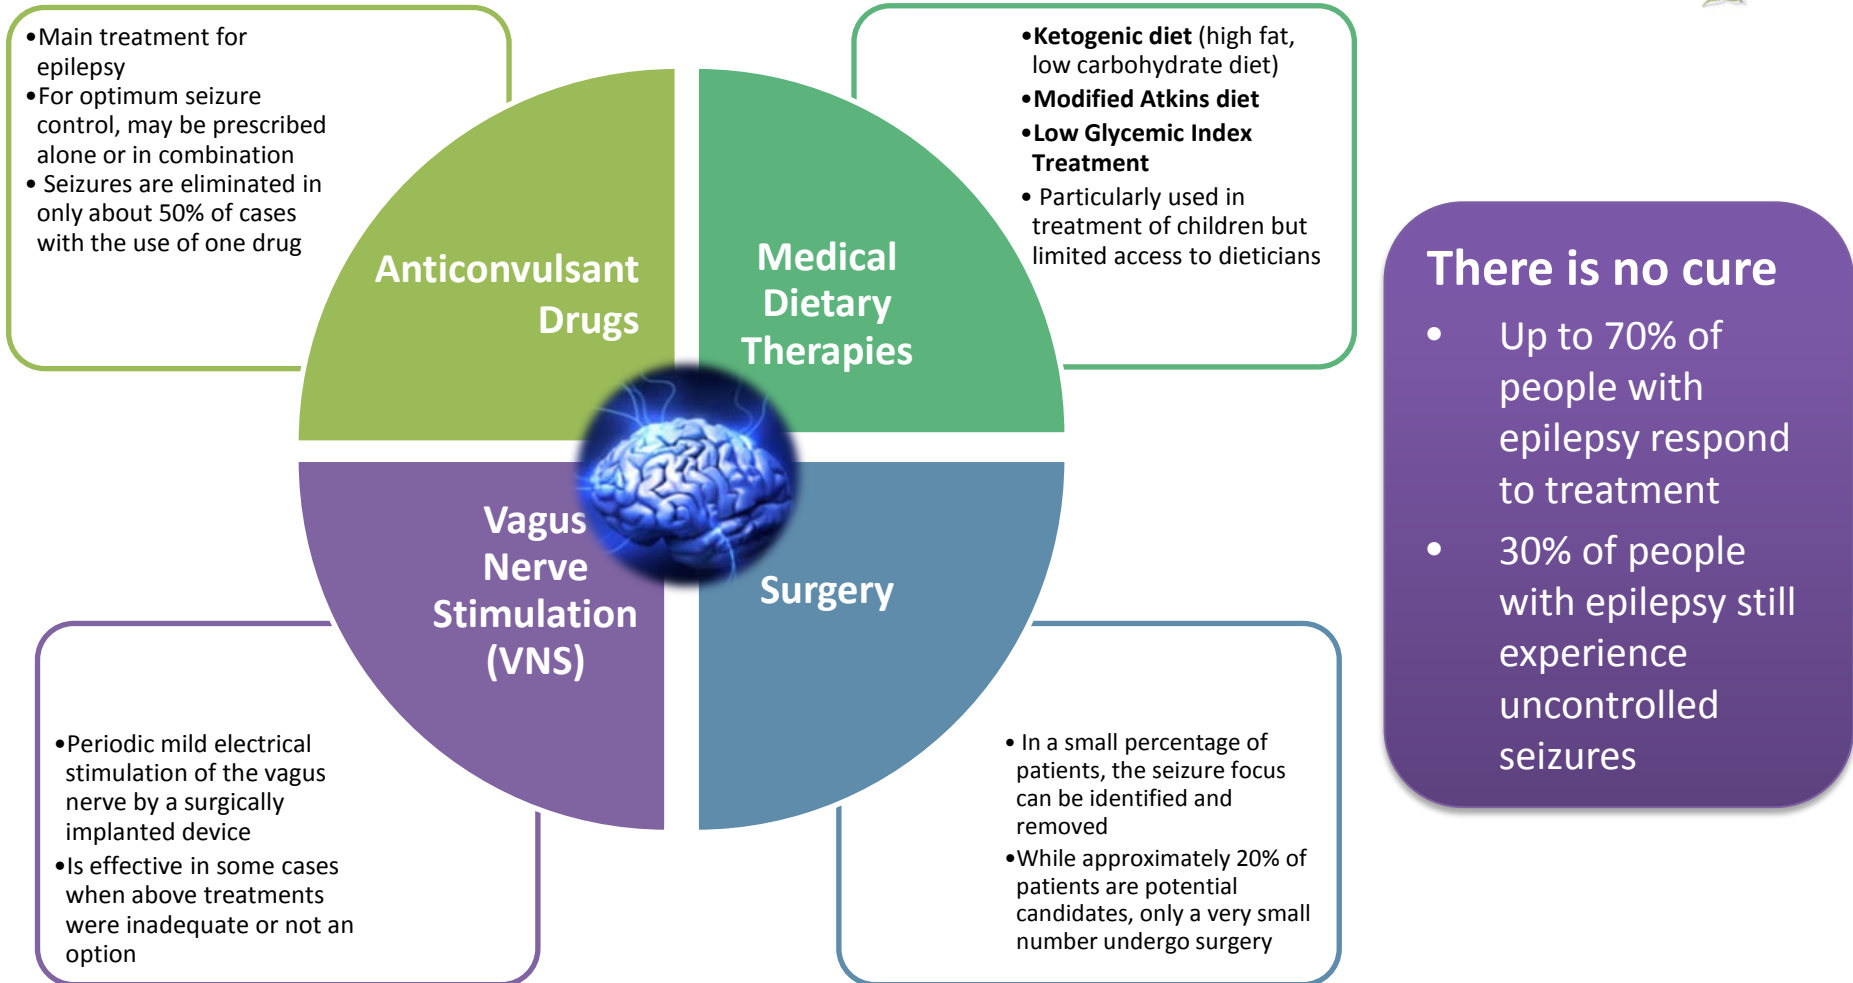 •Main treatment for
epilepsy
•For optimum seizure
control, may be prescribed
alone or in combination
• Seizures are eliminated in
only about 50% of cases
with the use of one drug
Anticonvulsant
Drugs
•Ketogenic diet (high fat,
low carbohydrate diet)
•Modified Atkins diet
•Low Glycemic Index
Treatment
• Particularly used in
treatment of children but
limited access to dieticians
Medical
Dietary
Therapies
Vagus
Nerve
Stimulation
(VNS)
•Periodic mild electrical
stimulation of the vagus
nerve by a surgically
implanted device
•Is effective in some cases
when above treatments
were inadequate or not an
option
Surgery
• In a small percentage of
patients, the seizure focus
can be identified and
removed
•While approximately 20% of
patients are potential
candidates, only a very small
number undergo surgery
There is no cure
• Up to 70% of
people with
epilepsy respond
to treatment
• 30% of people
with epilepsy still
experience
uncontrolled
seizures